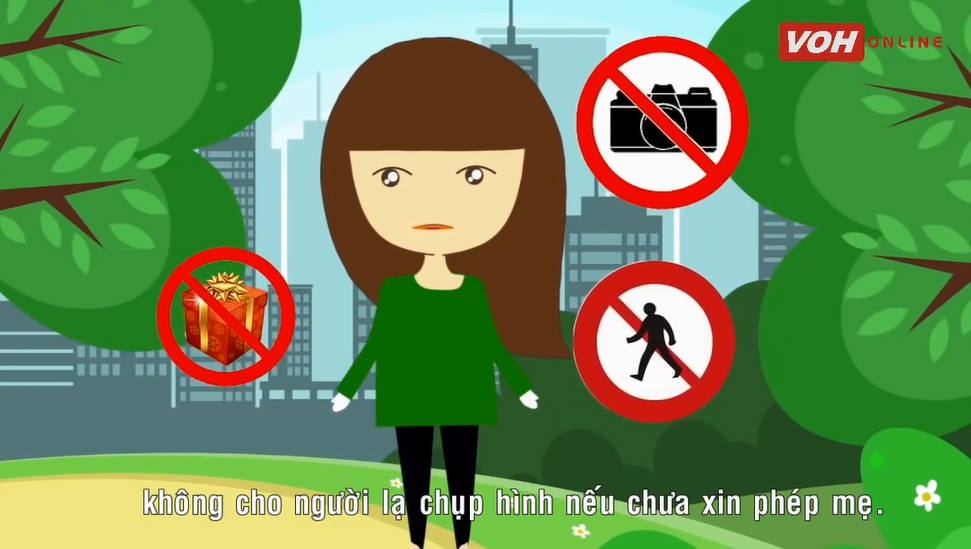 VOH ONLINE
không cho người lạ chụp hình nếu chưa xin phép mẹ.